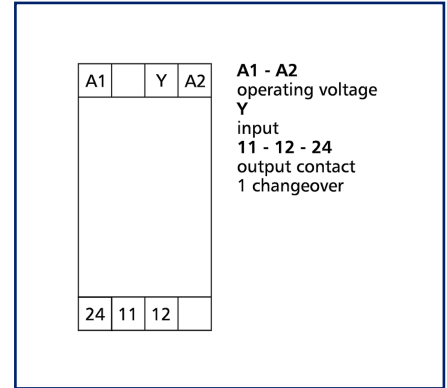 A1 Y A2
A1 - A2
operating voltage
Y
input
11 - 12 - 24
output contact
1 changeover
24 11 12